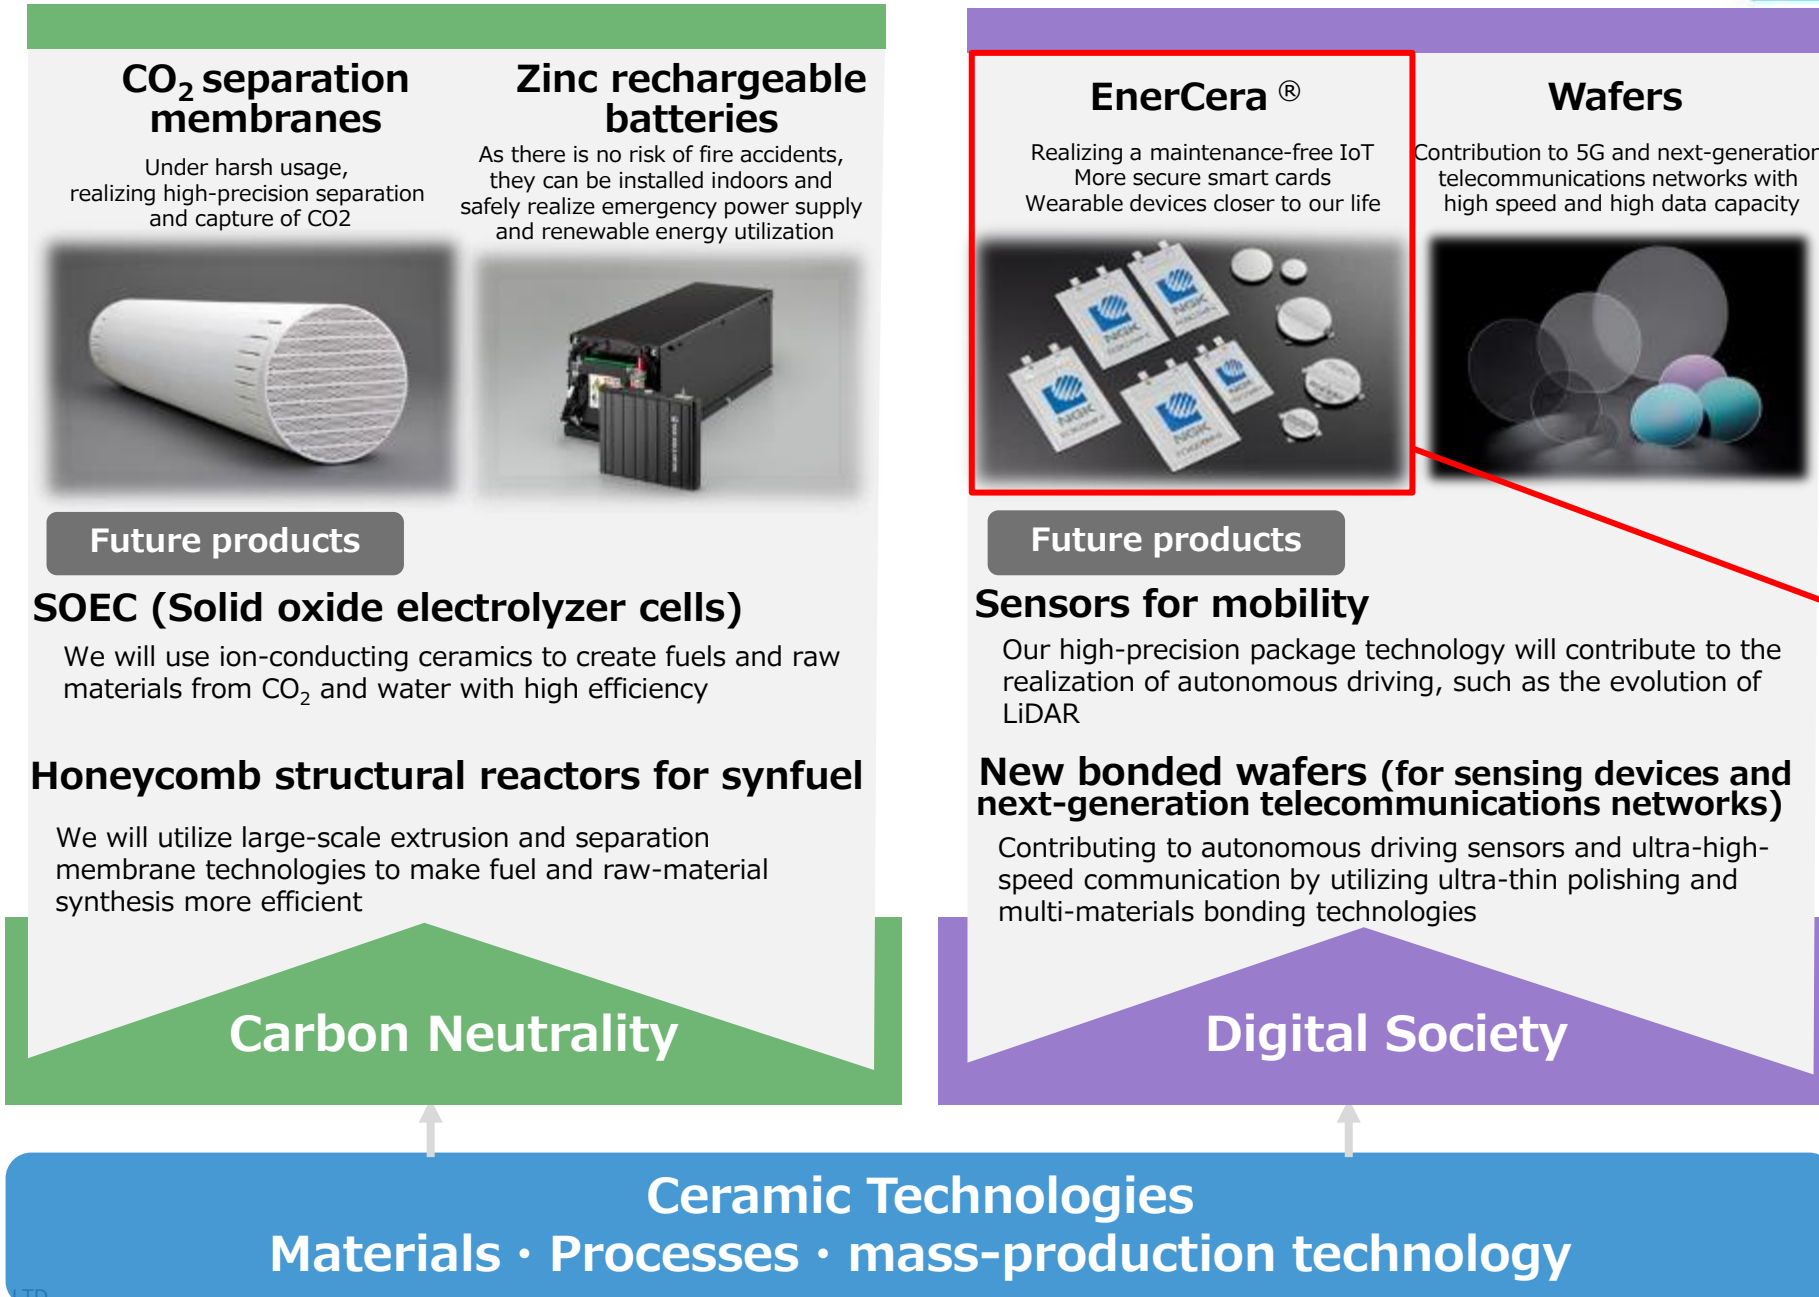 CO2 separation
membranes
Under harsh usage,
realizing high-precision separation
and capture of CO2
Zinc rechargeable
batteries
As there is no risk of fire accidents,
they can be installed indoors and
safely realize emergency power supply
and renewable energy utilization
Future products
SOEC (Solid oxide electrolyzer cells)
We will use ion-conducting ceramics to create fuels and raw
materials from CO2 and water with high efficiency
Honeycomb structural reactors for synfuel
We will utilize large-scale extrusion and separation
membrane technologies to make fuel and raw-material
synthesis more efficient
Carbon Neutrality
EnerCera ®
Realizing a maintenance-free IoT
More secure smart cards
Wearable devices closer to our life
NGK
NGK
NGK
NGK
NGK
Wafers
Contribution to 5G and next-generation
telecommunications networks with
high speed and high data capacity
Future products
Sensors for mobility
Our high-precision package technology will contribute to the
realization of autonomous driving, such as the evolution of
LiDAR
New bonded wafers (for sensing devices and
next-generation telecommunications networks)
Contributing to autonomous driving sensors and ultra-high-
speed communication by utilizing ultra-thin polishing and
multi-materials bonding technologies
Digital Society
Ceramic Technologies
Materials・Processes・mass-production technology